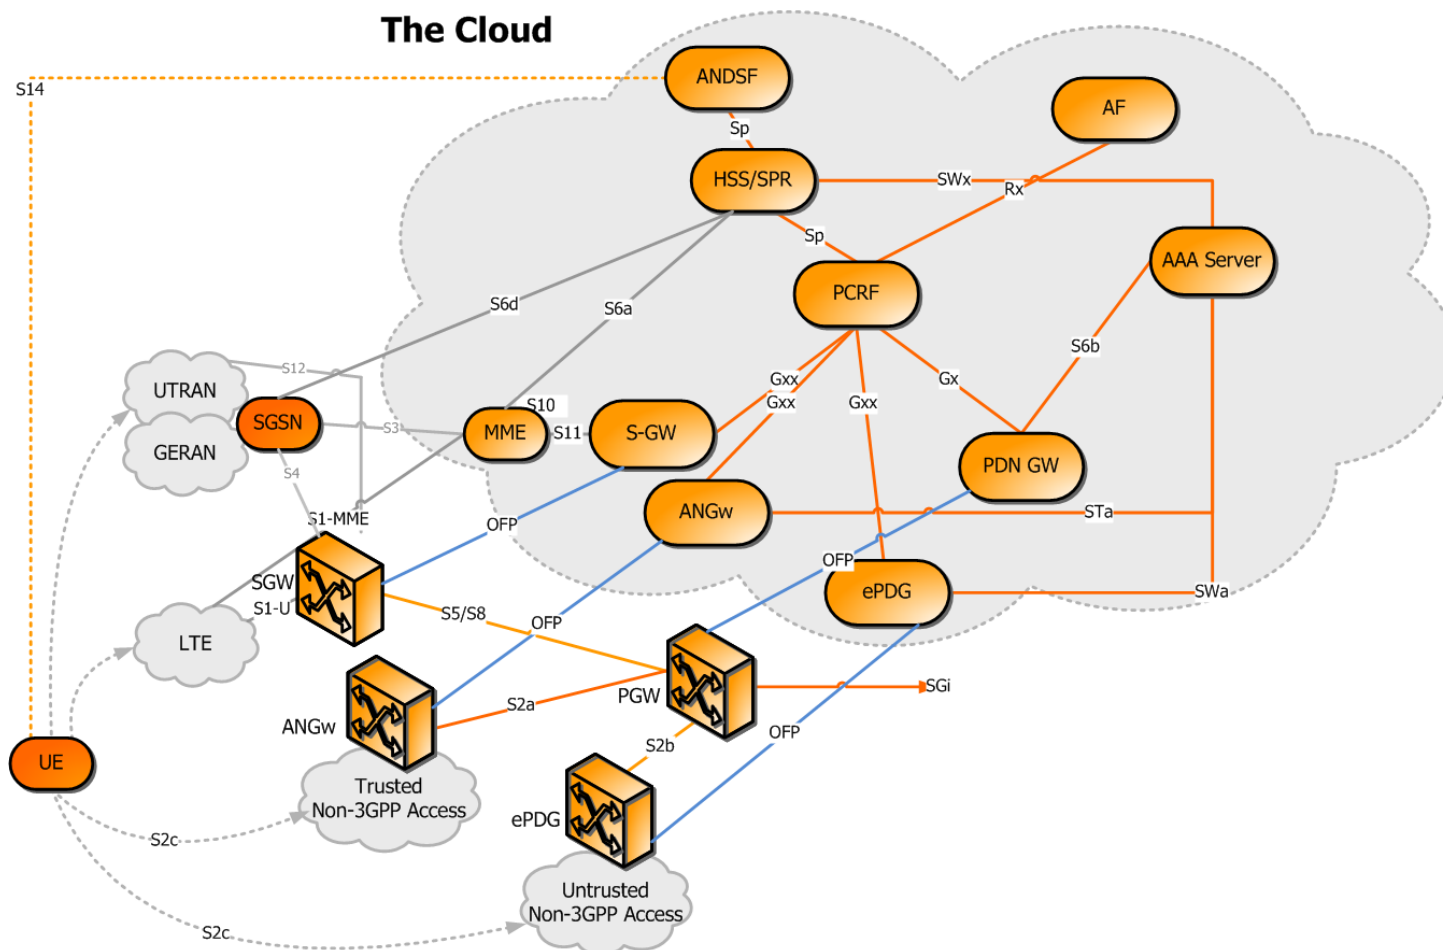 The Cloud
ANDSF
S14
AF
Sp
HSS/SPR
SWx
Rx
Sp
AAA Server
PCRF
S6d
S6a
S6b
S12
Gxx
Gx
UTRAN
Gxx
Gxx
S10
SGSN
S3
MME
S11
S-GW
GERAN
PDN GW
S4
ANGw
STa
S1-MME
OFP
OFP
SGW
ePDG
SWa
S1-U
S5/S8
OFP
LTE
SGi
PGW
S2a
ANGw
OFP
S2b
UE
Trusted
Non-3GPP Access
ePDG
S2c
Untrusted
Non-3GPP Access
S2c